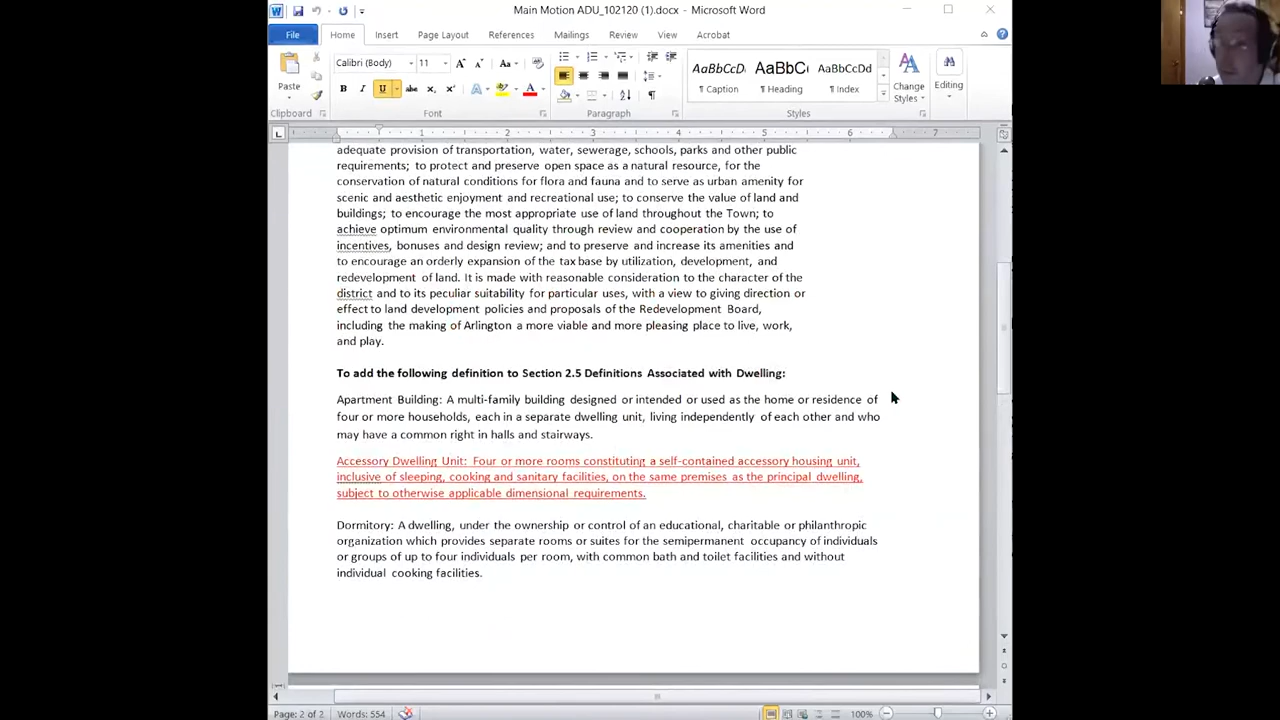 Main Motion ADU_102120 (1).docx - Microsoft Word
File Home Insert Page Layout References Mailings Review View Acrobat
Calibri (Body) 11
Paste
AaBbCcD AaBbC AaBbCcDd
¶ Caption ¶ Heading ¶ Index
Change Styles
Editing
Clipboard Font Paragraph Styles
1 2 3 4 5 6 7
adequate provision of transportation, water, sewerage, schools, parks and other public
requirements; to protect and preserve open space as a natural resource, for the
conservation of natural conditions for flora and fauna and to serve as urban amenity for
scenic and aesthetic enjoyment and recreational use; to conserve the value of land and
buildings; to encourage the most appropriate use of land throughout the Town; to
achieve optimum environmental quality through review and cooperation by the use of
incentives, bonuses and design review; and to preserve and increase its amenities and
to encourage an orderly expansion of the tax base by utilization, development, and
redevelopment of land. It is made with reasonable consideration to the character of the
district and to its peculiar suitability for particular uses, with a view to giving direction or
effect to land development policies and proposals of the Redevelopment Board,
including the making of Arlington a more viable and more pleasing place to live, work,
and play.
To add the following definition to Section 2.5 Definitions Associated with Dwelling:
Apartment Building: A multi-family building designed or intended or used as the home or residence of
four or more households, each in a separate dwelling unit, living independently of each other and who
may have a common right in halls and stairways.
Accessory Dwelling Unit: Four or more rooms constituting a self-contained accessory housing unit,
inclusive of sleeping, cooking and sanitary facilities, on the same premises as the principal dwelling,
subject to otherwise applicable dimensional requirements.
Dormitory: A dwelling, under the ownership or control of an educational, charitable or philanthropic
organization which provides separate rooms or suites for the semipermanent occupancy of individuals
or groups of up to four individuals per room, with common bath and toilet facilities and without
individual cooking facilities.
Page: 2 of 2 Words: 554 100%